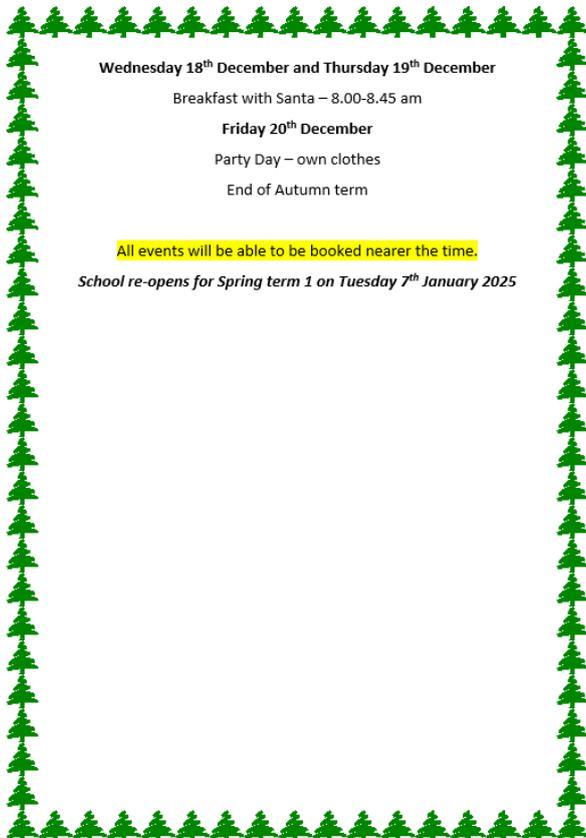 Wednesday 18th December and Thursday 19th December
Breakfast with Santa – 8.00-8.45 am
Friday 20th December
Party Day – own clothes
End of Autumn term
All events will be able to be booked nearer the time.
School re-opens for Spring term 1 on Tuesday 7th January 2025